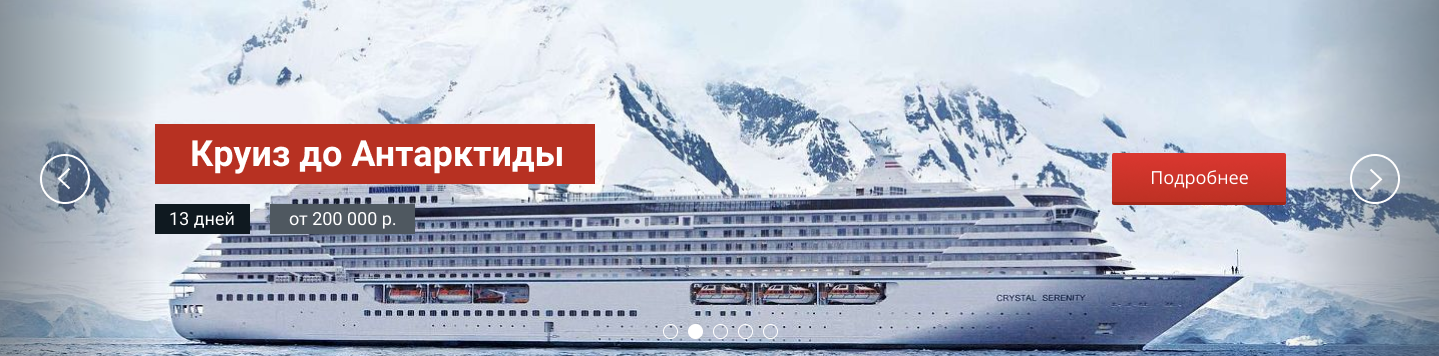 Круиз до Антарктиды
13 дней
от 200 000 р.
Подробнее
CRYSTAL SERENITY